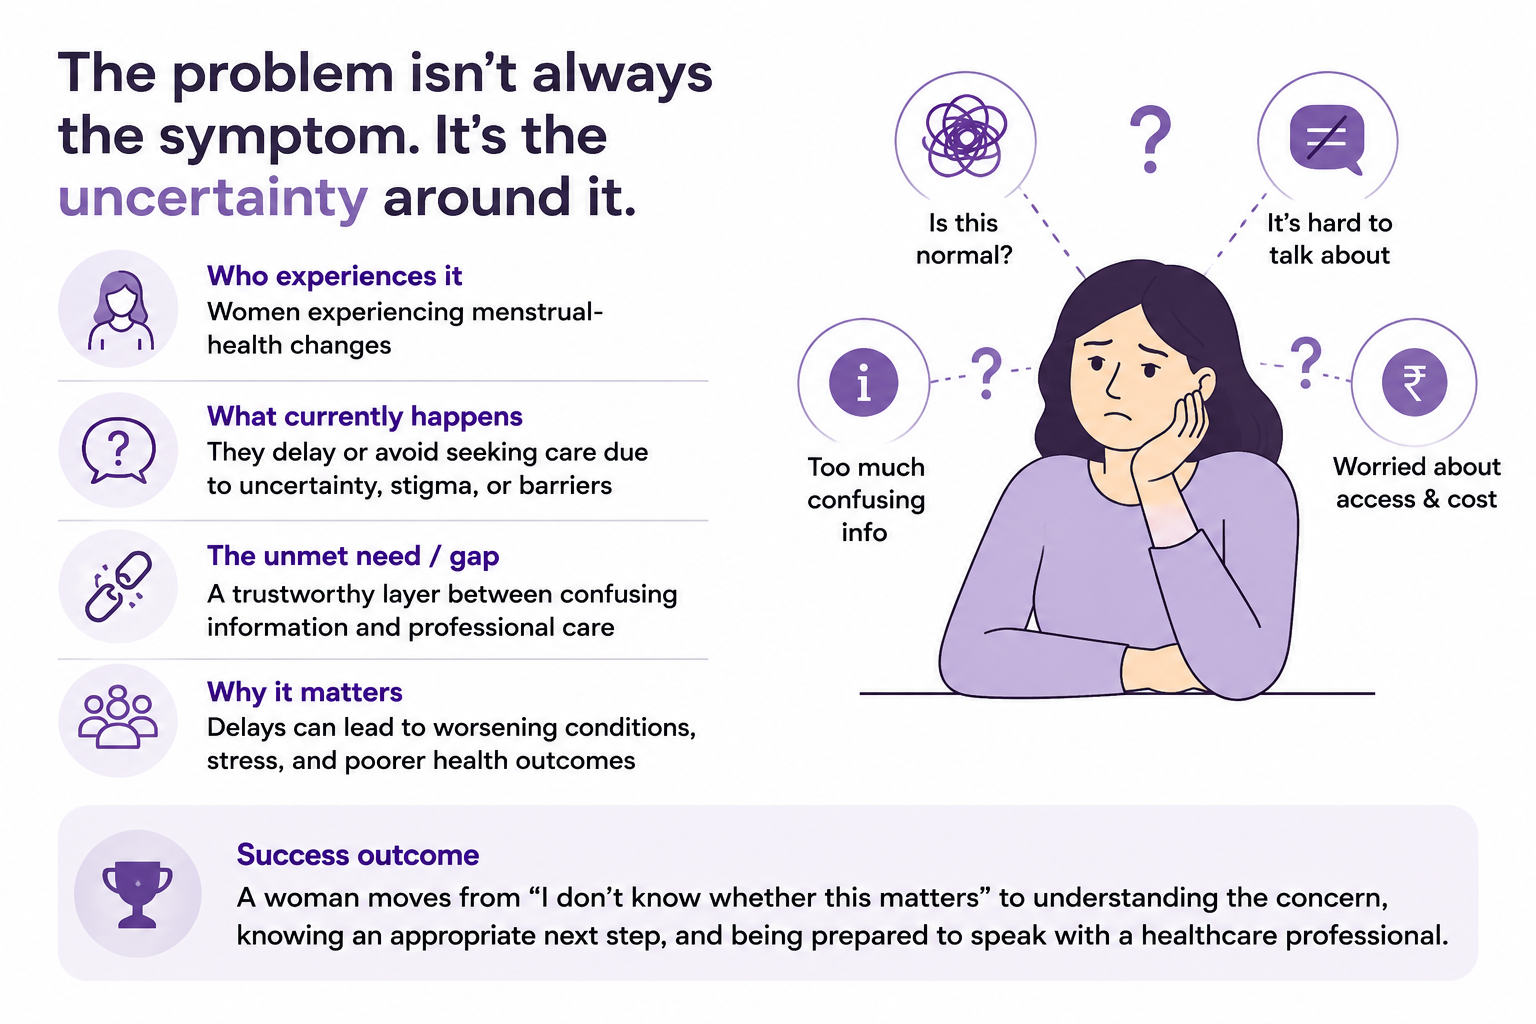 The problem isn’t always
the symptom. It’s the
uncertainty around it.
Who experiences it
Women experiencing menstrual-
health changes
What currently happens
They delay or avoid seeking care due
to uncertainty, stigma, or barriers
The unmet need / gap
A trustworthy layer between confusing
information and professional care
Why it matters
Delays can lead to worsening conditions,
stress, and poorer health outcomes
?
Is this
normal?
?
It’s hard to
talk about
i
?
Too much
confusing
info
?
₹
Worried about
access & cost
Success outcome
A woman moves from “I don’t know whether this matters” to understanding the concern,
knowing an appropriate next step, and being prepared to speak with a healthcare professional.